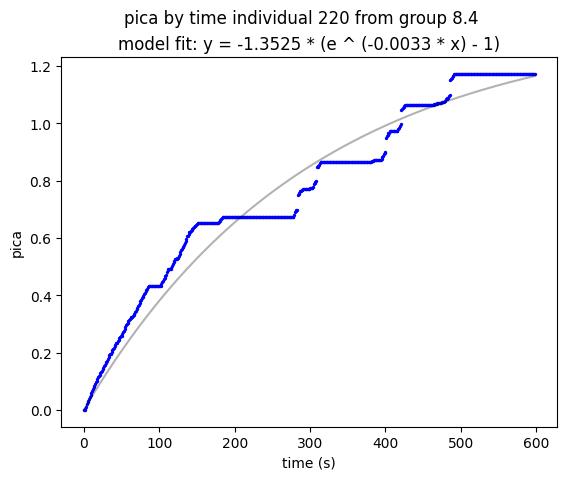 pica by time individual 220 from group 8.4
model fit: y = -1.3525 * (e ^ (-0.0033 * x) - 1)
1.2
1.0
0.8
0.6
0.4
0.2
0.0
pica
0 100 200 300 400 500 600
time (s)